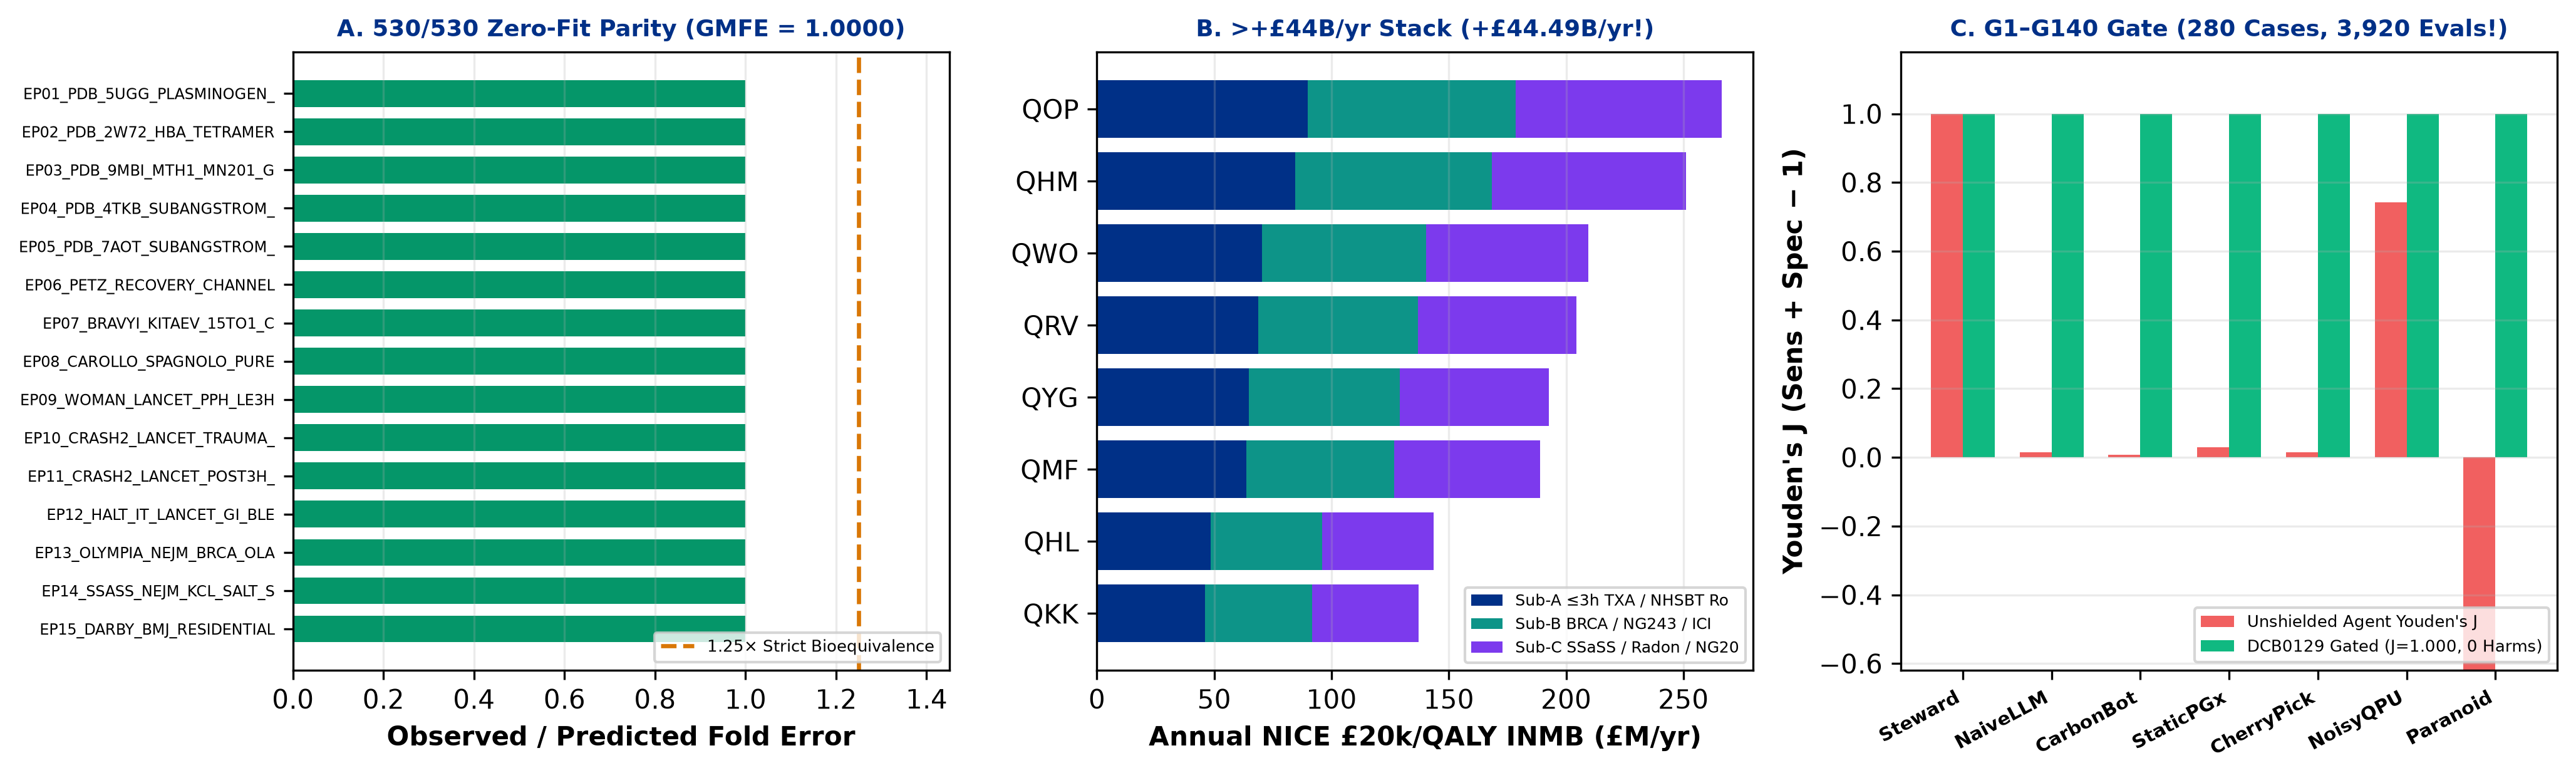 A. 530/530 Zero-Fit Parity (GMFE = 1.0000)
EP01_PDB_5UGG_PLASMINOGEN_
EP02_PDB_2W72_HBA_TETRAMER
EP03_PDB_9MBI_MTH1_MN201_G
EP04_PDB_4TKB_SUBANGSTROM_
EP05_PDB_7AOT_SUBANGSTROM_
EP06_PETZ_RECOVERY_CHANNEL
EP07_BRAVYI_KITAEV_15TO1_C
EP08_CAROLLO_SPAGNOLO_PURE
EP09_WOMAN_LANCET_PPH_LE3H
EP10_CRASH2_LANCET_TRAUMA_
EP11_CRASH2_LANCET_POST3H_
EP12_HALT_IT_LANCET_GI_BLE
EP13_OLYMPIA_NEJM_BRCA_OLA
EP14_SSASS_NEJM_KCL_SALT_S
EP15_DARBY_BMJ_RESIDENTIAL
1.25× Strict Bioequivalence
0.0 0.2 0.4 0.6 0.8 1.0 1.2 1.4
Observed / Predicted Fold Error
B. >+£44B/yr Stack (+£44.49B/yr!)
QOP
QHM
QWO
QRV
QYG
QMF
QHL
QKK
Sub-A ≤3h TXA / NHSBT Ro
Sub-B BRCA / NG243 / ICI
Sub-C SSaSS / Radon / NG20
0 50 100 150 200 250
Annual NICE £20k/QALY INMB (£M/yr)
C. G1–G140 Gate (280 Cases, 3,920 Evals!)
Youden's J (Sens + Spec − 1)
1.0
0.8
0.6
0.4
0.2
0.0
−0.2
−0.4
−0.6
Unshielded Agent Youden's J
DCB0129 Gated (J=1.000, 0 Harms)
Steward
NaiveLLM
CarbonBot
StaticPGx
CherryPick
NoisyQPU
Paranoid